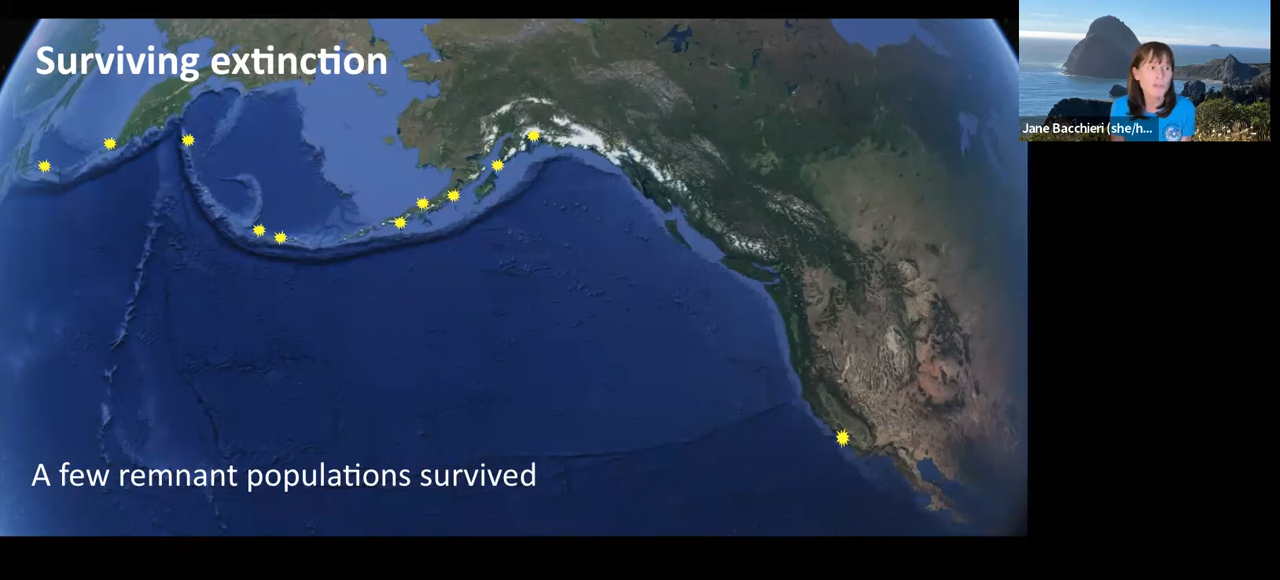 Surviving extinction
Jane Bacchieri (she/h...
A few remnant populations survived